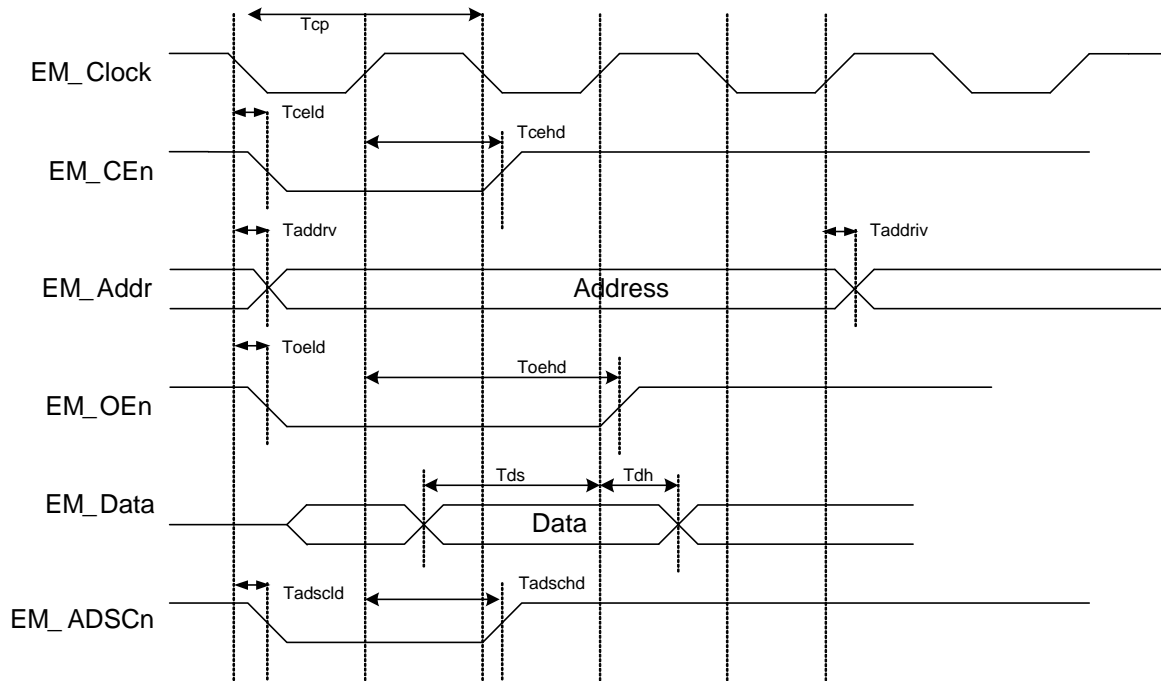 Tcp
EM_Clock
Tceld
Tcehd
EM_CEn
Taddrv
Taddriv
EM_Addr
Address
Toeld
Toehd
EM_OEn
Tds
Tdh
EM_Data
Data
Tadscld
Tadschd
EM_ADSCn